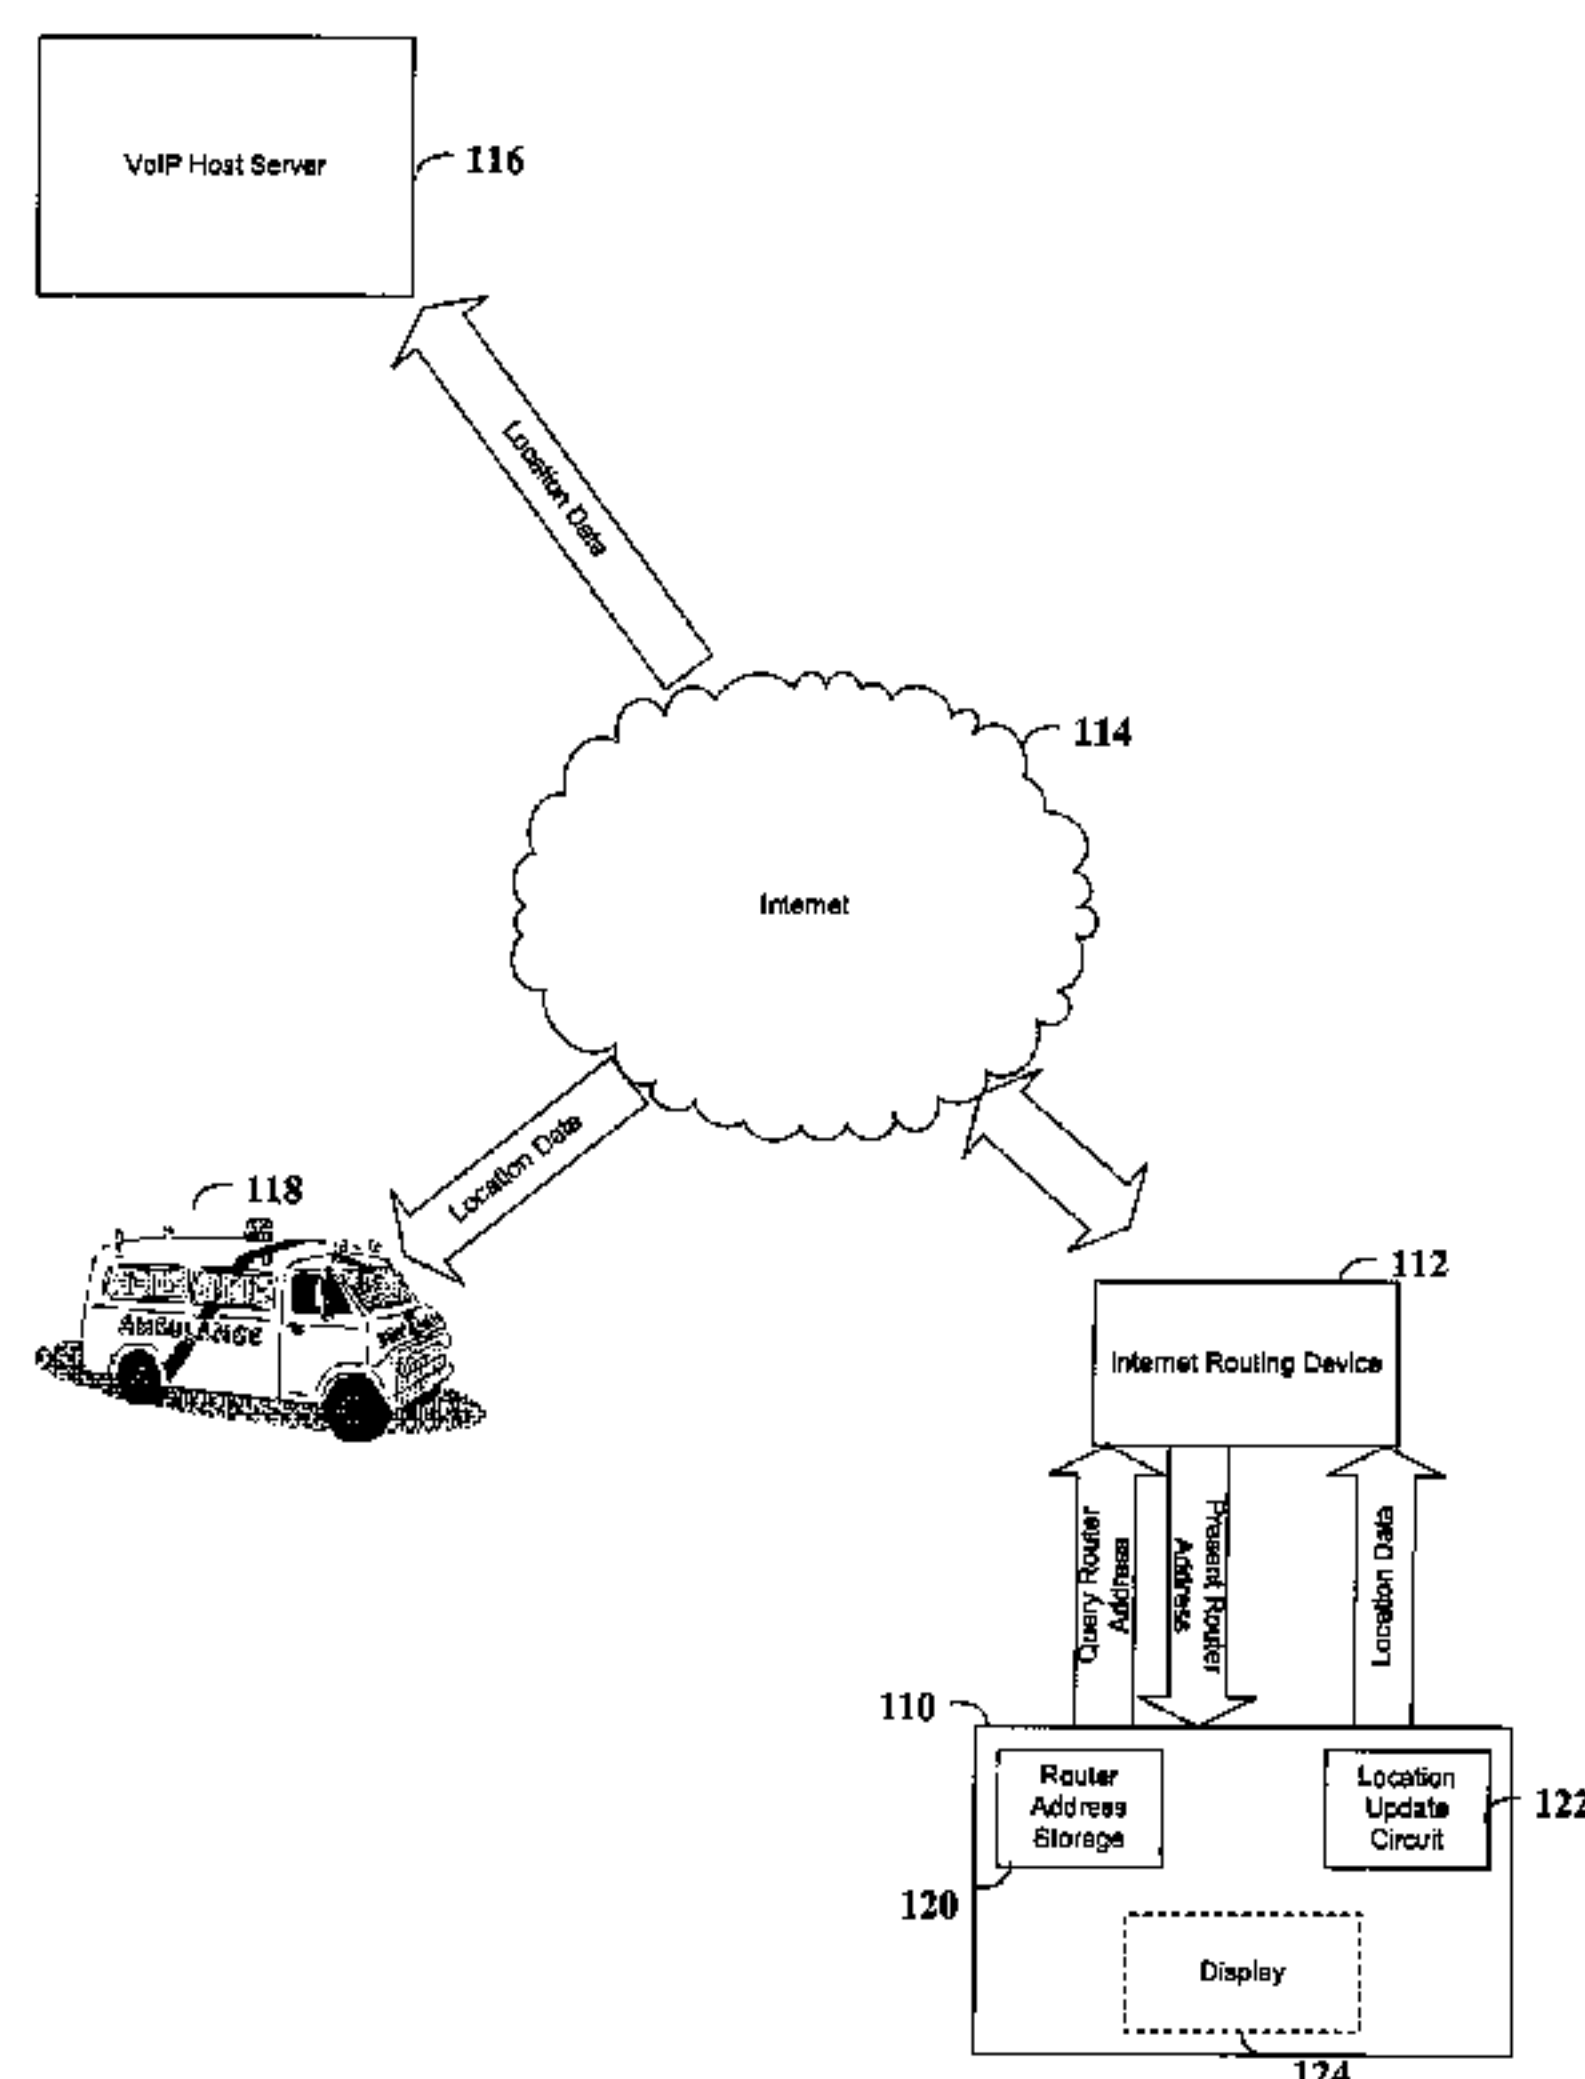 VoIP Host Server
116
Location Data
114
Internet
Location Data
118
AMBULANCE
112
Internet Routing Device
Query Router
Address
Present Router
Address
Location Data
110
Router
Address
Storage
Location
Update
Circuit
122
120
Display
124